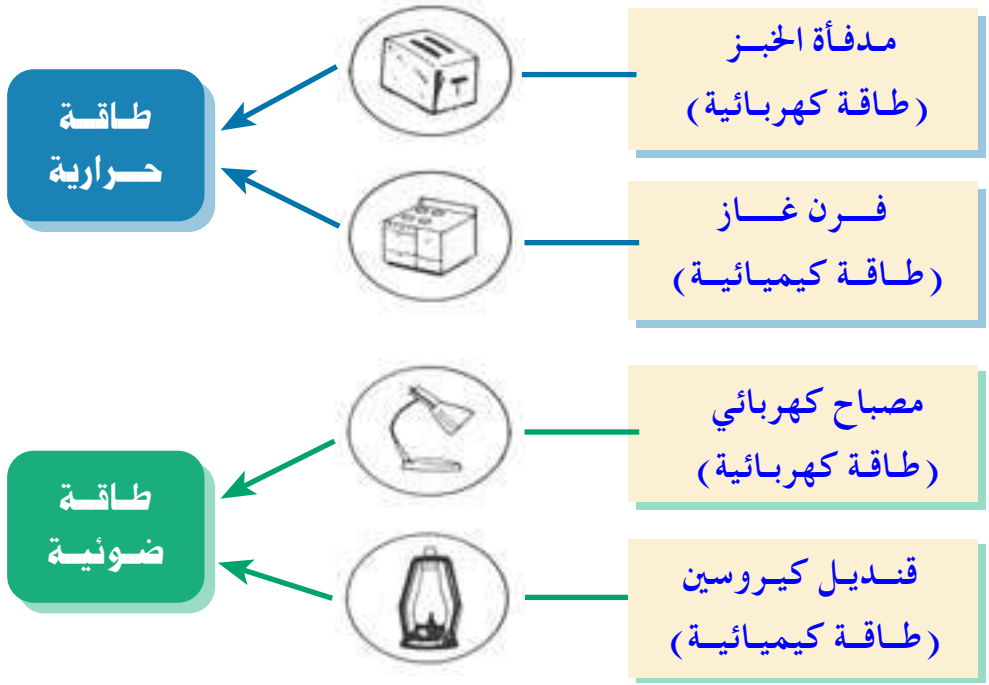 مدفأة الخبز
(طاقة كهربائية)
فرن غاز
(طاقة كيميائية)
طاقة
حرارية
مصباح كهربائي
(طاقة كهربائية)
قنديل كيروسين
(طاقة كيميائية)
طاقة
ضوئية